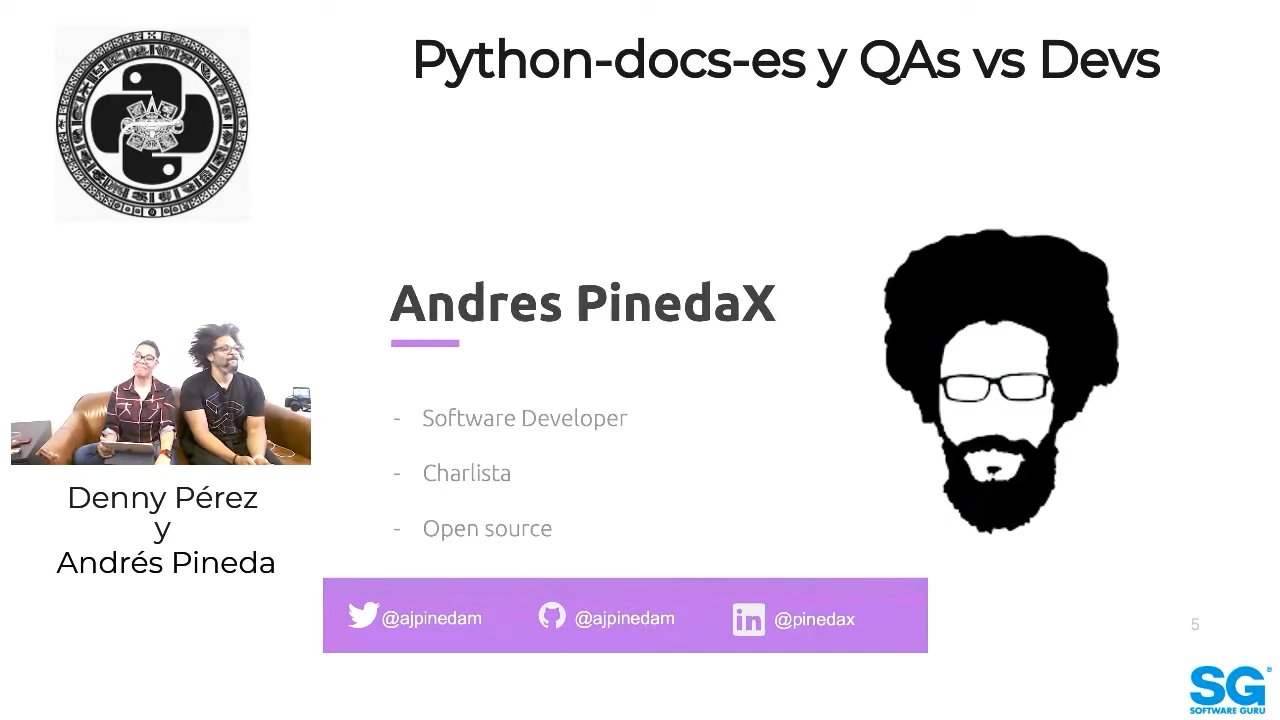 Python-docs-es y QAs vs Devs
Andres PinedaX
- Software Developer
- Charlista
- Open source
Denny Pérez
y
Andrés Pineda
@ajpinedam
@ajpinedam
in @pinedax
5
SG®
SOFTWARE GURU